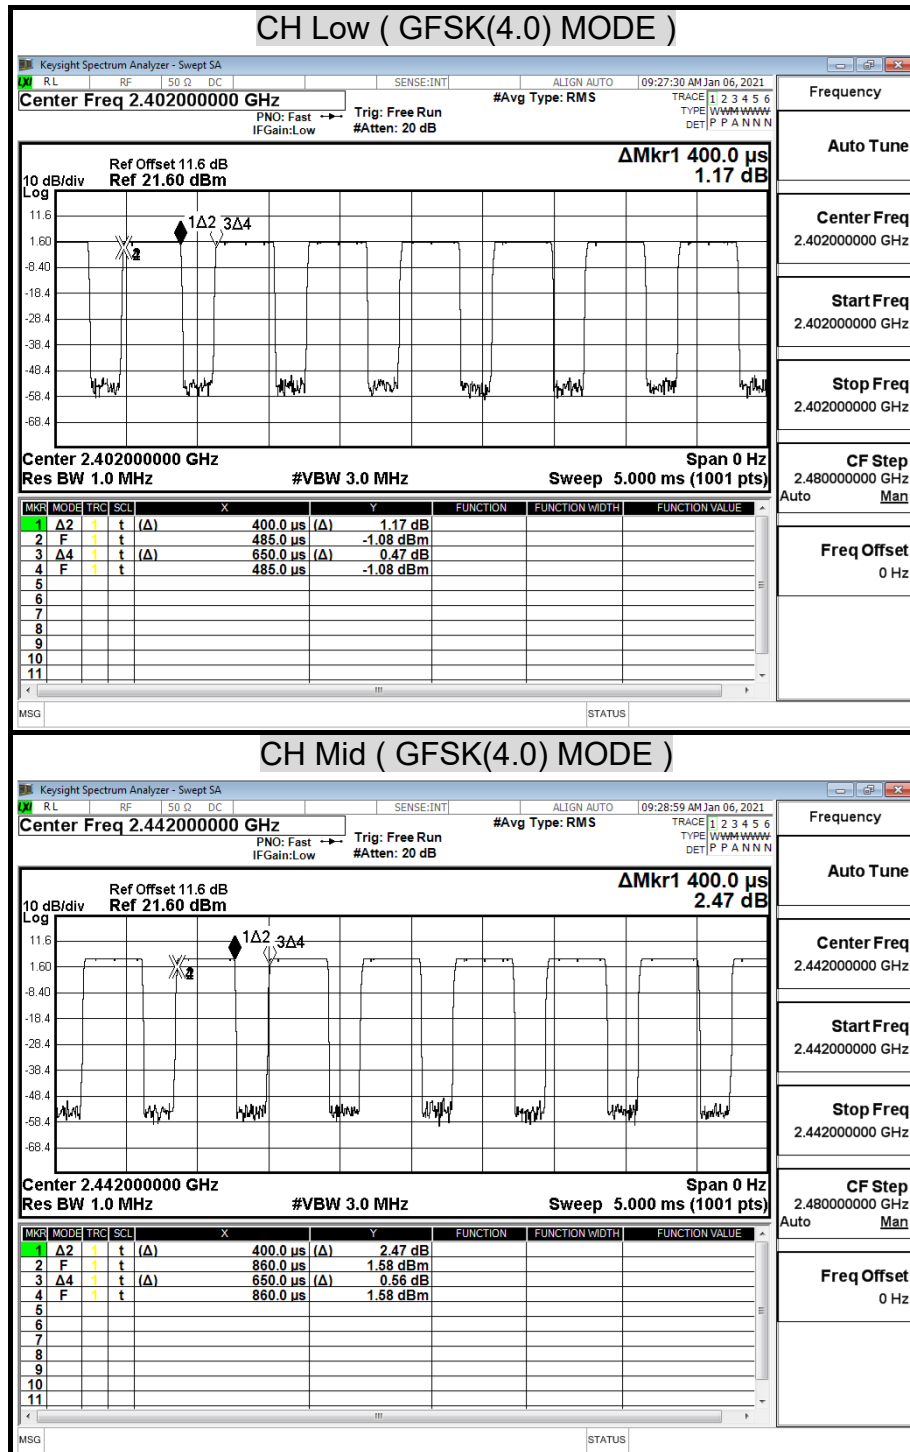 CH Low ( GFSK(4.0) MODE )
Keysight Spectrum Analyzer - Swept SA
LXI RL RF 50 Ω DC SENSE:INT ALIGN AUTO 09:27:30 AM Jan 06, 2021
Center Freq 2.402000000 GHz #Avg Type: RMS TRACE 1 2 3 4 5 6
PNO: Fast Trig: Free Run TYPE WWMWWWW
IFGain:Low #Atten: 20 dB DET P P A N N N
Frequency
Auto Tune
Center Freq
2.402000000 GHz
Start Freq
2.402000000 GHz
Stop Freq
2.402000000 GHz
CF Step
2.480000000 GHz
Auto Man
Freq Offset
0 Hz
ΔMkr1 400.0 µs
1.17 dB
Ref Offset 11.6 dB
10 dB/div Ref 21.60 dBm
Log
11.6
1.60
-8.40
-18.4
-28.4
-38.4
-48.4
-58.4
-68.4
1Δ2 3Δ4
Center 2.402000000 GHz Span 0 Hz
Res BW 1.0 MHz #VBW 3.0 MHz Sweep 5.000 ms (1001 pts)
MKR MODE TRC SCL X Y FUNCTION FUNCTION WIDTH FUNCTION VALUE
1 Δ2 1 t (Δ) 400.0 µs (Δ) 1.17 dB
2 F 1 t 485.0 µs -1.08 dBm
3 Δ4 1 t (Δ) 650.0 µs (Δ) 0.47 dB
4 F 1 t 485.0 µs -1.08 dBm
5
6
7
8
9
10
11
MSG STATUS
CH Mid ( GFSK(4.0) MODE )
Keysight Spectrum Analyzer - Swept SA
LXI RL RF 50 Ω DC SENSE:INT ALIGN AUTO 09:28:59 AM Jan 06, 2021
Center Freq 2.442000000 GHz #Avg Type: RMS TRACE 1 2 3 4 5 6
PNO: Fast Trig: Free Run TYPE WWMWWWW
IFGain:Low #Atten: 20 dB DET P P A N N N
Frequency
Auto Tune
Center Freq
2.442000000 GHz
Start Freq
2.442000000 GHz
Stop Freq
2.442000000 GHz
CF Step
2.480000000 GHz
Auto Man
Freq Offset
0 Hz
ΔMkr1 400.0 µs
2.47 dB
Ref Offset 11.6 dB
10 dB/div Ref 21.60 dBm
Log
11.6
1.60
-8.40
-18.4
-28.4
-38.4
-48.4
-58.4
-68.4
1Δ2 3Δ4
Center 2.442000000 GHz Span 0 Hz
Res BW 1.0 MHz #VBW 3.0 MHz Sweep 5.000 ms (1001 pts)
MKR MODE TRC SCL X Y FUNCTION FUNCTION WIDTH FUNCTION VALUE
1 Δ2 1 t (Δ) 400.0 µs (Δ) 2.47 dB
2 F 1 t 860.0 µs 1.58 dBm
3 Δ4 1 t (Δ) 650.0 µs (Δ) 0.56 dB
4 F 1 t 860.0 µs 1.58 dBm
5
6
7
8
9
10
11
MSG STATUS